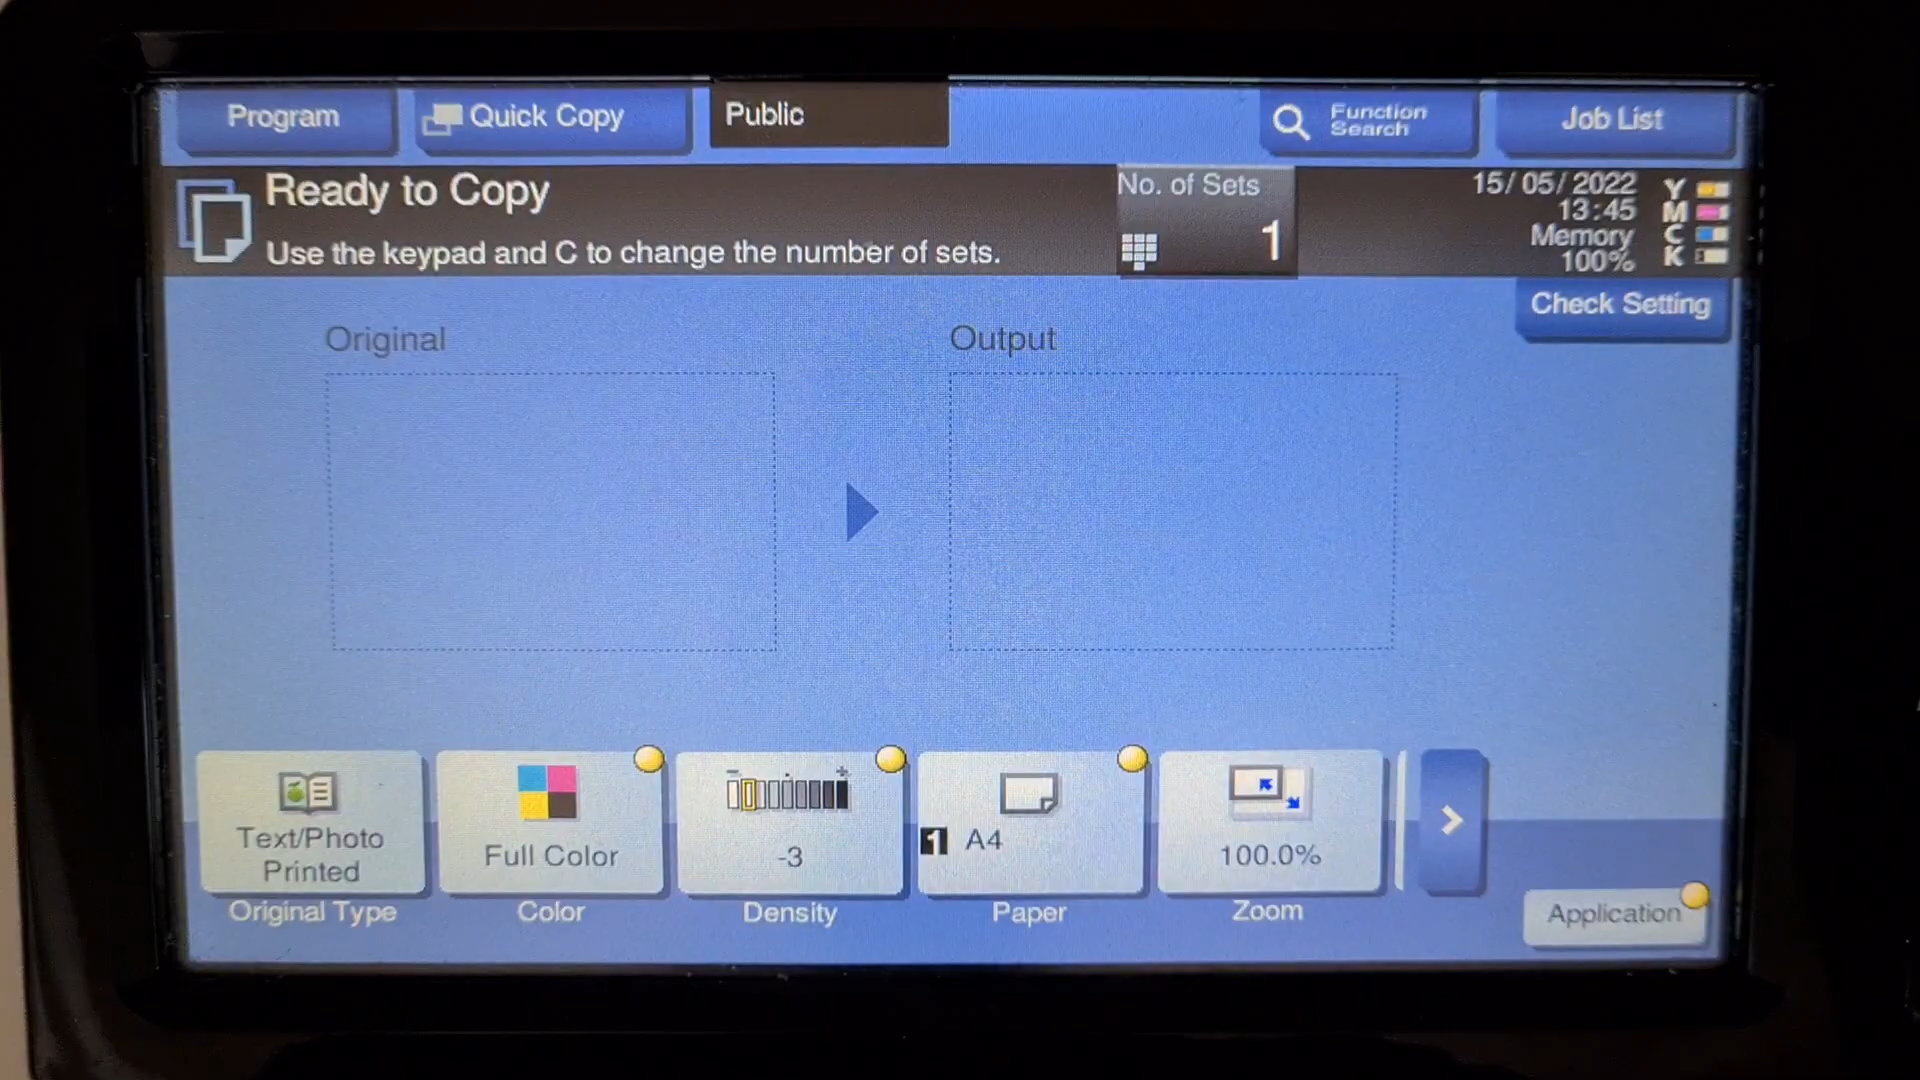 Program
Quick Copy
Public
Function
Search
Job List
Ready to Copy
Use the keypad and C to change the number of sets.
No. of Sets
1
15/05/2022
13:45
Memory
100%
Y
M
C
K
Check Setting
Original
Output
Text/Photo
Printed
Original Type
Full Color
Color
- +
-3
Density
1 A4
Paper
100.0%
Zoom
Application